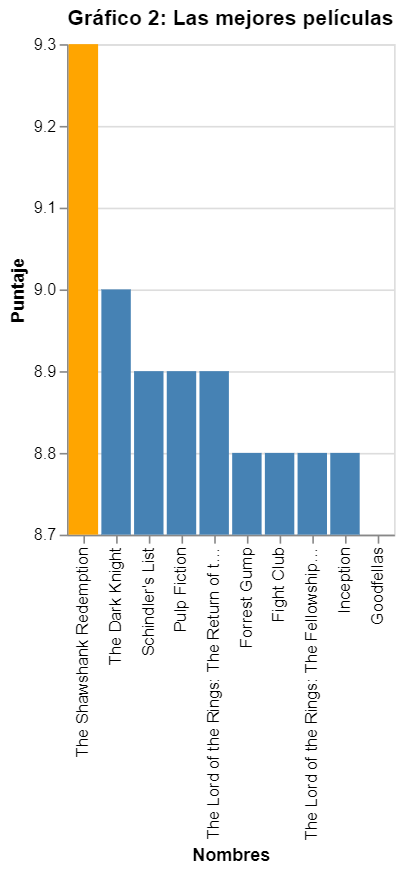 Gráfico 2: Las mejores películas
Puntaje
9.3
9.2
9.1
9.0
8.9
8.8
8.7
The Shawshank Redemption
The Dark Knight
Schindler's List
Pulp Fiction
The Lord of the Rings: The Return of t…
Forrest Gump
Fight Club
The Lord of the Rings: The Fellowship…
Inception
Goodfellas
Nombres